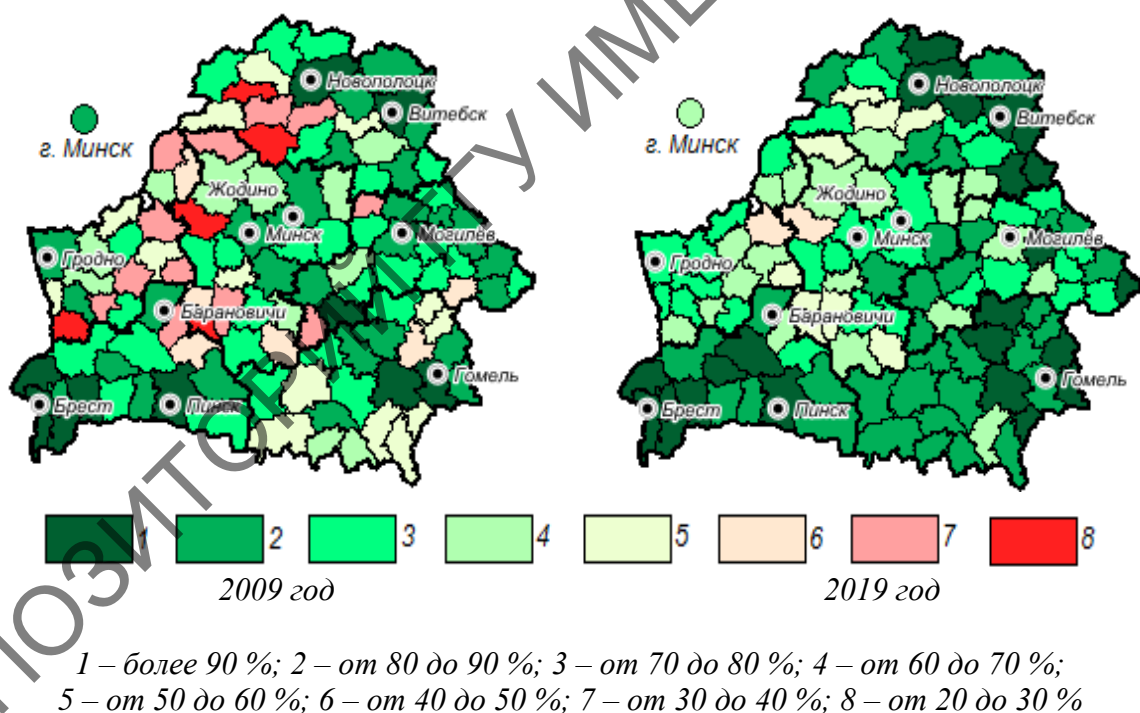 ПОЗИТОРИЙ ГГУ ИМЕ
г. Минск
Новополоцк
Витебск
Жодино
Минск
Могилёв
Гродно
Барановичи
Гомель
Брест
Пинск
г. Минск
Новополоцк
Витебск
Жодино
Минск
Могилёв
Гродно
Барановичи
Гомель
Брест
Пинск
1 2 3 4 5 6 7 8
2009 год 2019 год
1 – более 90 %; 2 – от 80 до 90 %; 3 – от 70 до 80 %; 4 – от 60 до 70 %;
5 – от 50 до 60 %; 6 – от 40 до 50 %; 7 – от 30 до 40 %; 8 – от 20 до 30 %